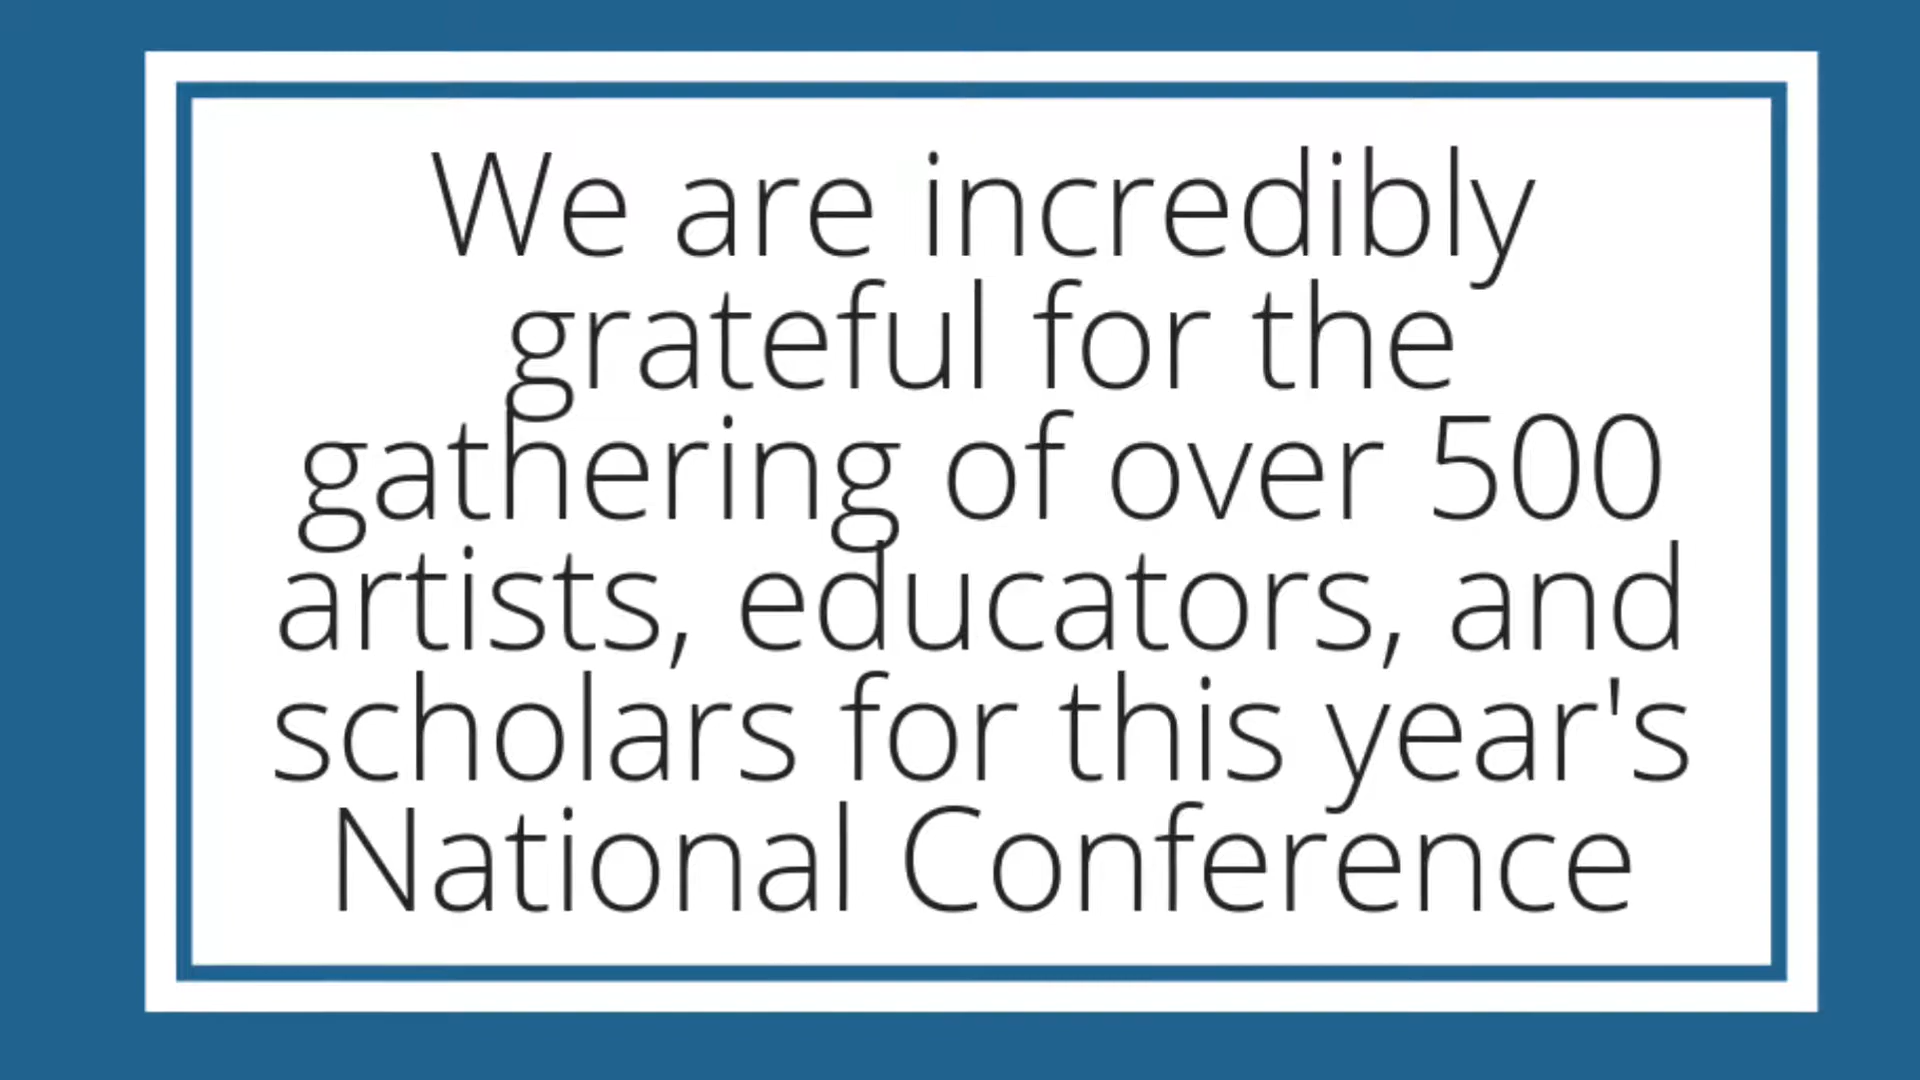 We are incredibly
grateful for the
gathering of over 500
artists, educators, and
scholars for this year's
National Conference